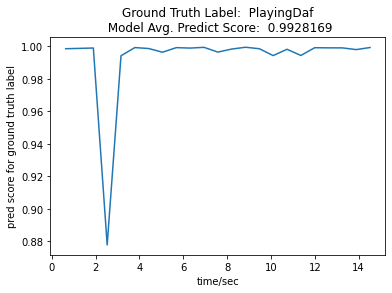 Ground Truth Label:  PlayingDaf
Model Avg. Predict Score:  0.9928169
1.00
0.98
0.96
0.94
0.92
0.90
0.88
pred score for ground truth label
0 2 4 6 8 10 12 14
time/sec